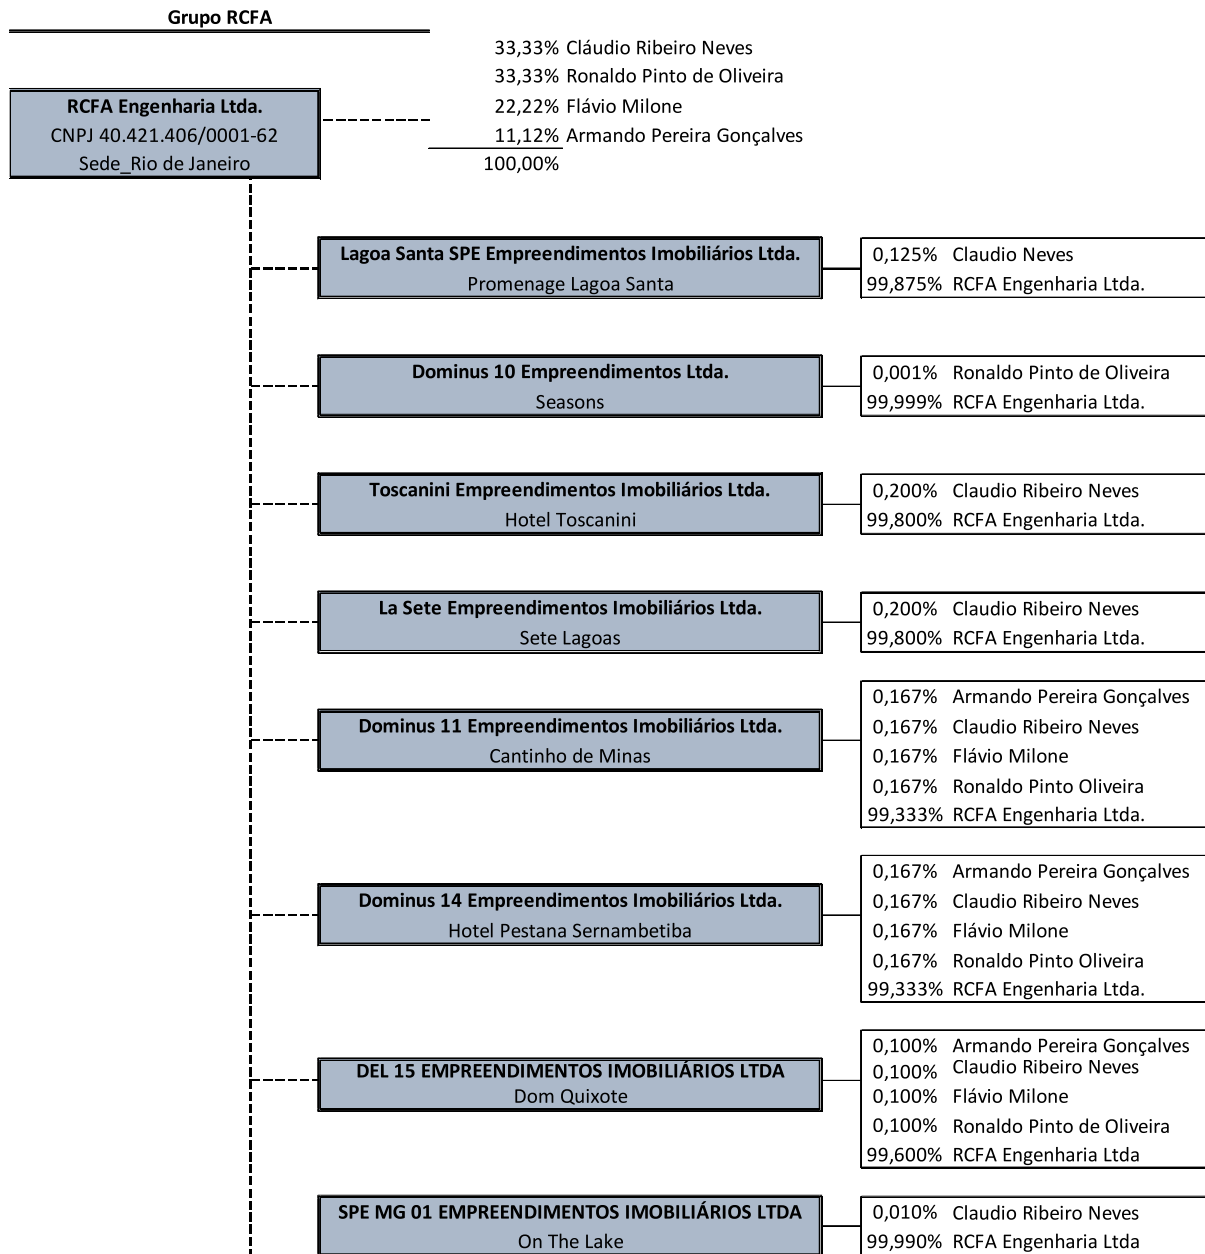 Grupo RCFA
33,33% Cláudio Ribeiro Neves
33,33% Ronaldo Pinto de Oliveira
22,22% Flávio Milone
11,12% Armando Pereira Gonçalves
100,00%
RCFA Engenharia Ltda.
CNPJ 40.421.406/0001-62
Sede_Rio de Janeiro
Lagoa Santa SPE Empreendimentos Imobiliários Ltda.
Promenage Lagoa Santa
0,125% Claudio Neves
99,875% RCFA Engenharia Ltda.
Dominus 10 Empreendimentos Ltda.
Seasons
0,001% Ronaldo Pinto de Oliveira
99,999% RCFA Engenharia Ltda.
Toscanini Empreendimentos Imobiliários Ltda.
Hotel Toscanini
0,200% Claudio Ribeiro Neves
99,800% RCFA Engenharia Ltda.
La Sete Empreendimentos Imobiliários Ltda.
Sete Lagoas
0,200% Claudio Ribeiro Neves
99,800% RCFA Engenharia Ltda.
Dominus 11 Empreendimentos Imobiliários Ltda.
Cantinho de Minas
0,167% Armando Pereira Gonçalves
0,167% Claudio Ribeiro Neves
0,167% Flávio Milone
0,167% Ronaldo Pinto Oliveira
99,333% RCFA Engenharia Ltda.
Dominus 14 Empreendimentos Imobiliários Ltda.
Hotel Pestana Sernambetiba
0,167% Armando Pereira Gonçalves
0,167% Claudio Ribeiro Neves
0,167% Flávio Milone
0,167% Ronaldo Pinto Oliveira
99,333% RCFA Engenharia Ltda.
DEL 15 EMPREENDIMENTOS IMOBILIÁRIOS LTDA
Dom Quixote
0,100% Armando Pereira Gonçalves
0,100% Claudio Ribeiro Neves
0,100% Flávio Milone
0,100% Ronaldo Pinto de Oliveira
99,600% RCFA Engenharia Ltda
SPE MG 01 EMPREENDIMENTOS IMOBILIÁRIOS LTDA
On The Lake
0,010% Claudio Ribeiro Neves
99,990% RCFA Engenharia Ltda